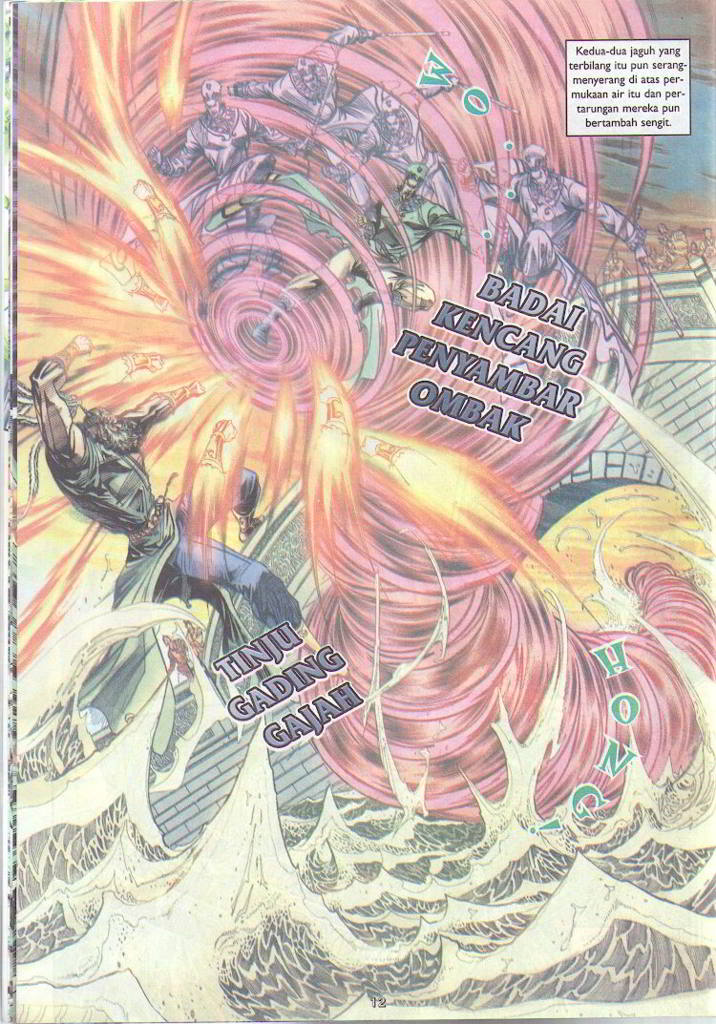 Kedua-dua jaguh yang
terbilang itu pun serang-
menyerang di atas per-
mukaan air itu dan per-
tarungan mereka pun
bertambah sengit.
BADAI
KENCANG
PENYAMBAR
OMBAK
TINJU
GADING
GAJAH
HONG!
12